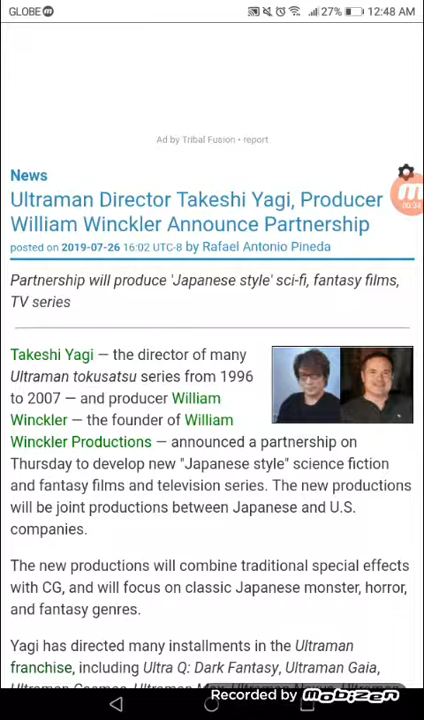 GLOBE
27% 12:48 AM
Ad by Tribal Fusion • report
News
Ultraman Director Takeshi Yagi, Producer
William Winckler Announce Partnership
00:34
posted on 2019-07-26 16:02 UTC-8 by Rafael Antonio Pineda
Partnership will produce 'Japanese style' sci-fi, fantasy films,
TV series
Takeshi Yagi — the director of many
Ultraman tokusatsu series from 1996
to 2007 — and producer William
Winckler — the founder of William
Winckler Productions — announced a partnership on
Thursday to develop new "Japanese style" science fiction
and fantasy films and television series. The new productions
will be joint productions between Japanese and U.S.
companies.
The new productions will combine traditional special effects
with CG, and will focus on classic Japanese monster, horror,
and fantasy genres.
Yagi has directed many installments in the Ultraman
franchise, including Ultra Q: Dark Fantasy, Ultraman Gaia,
Recorded by mobizen